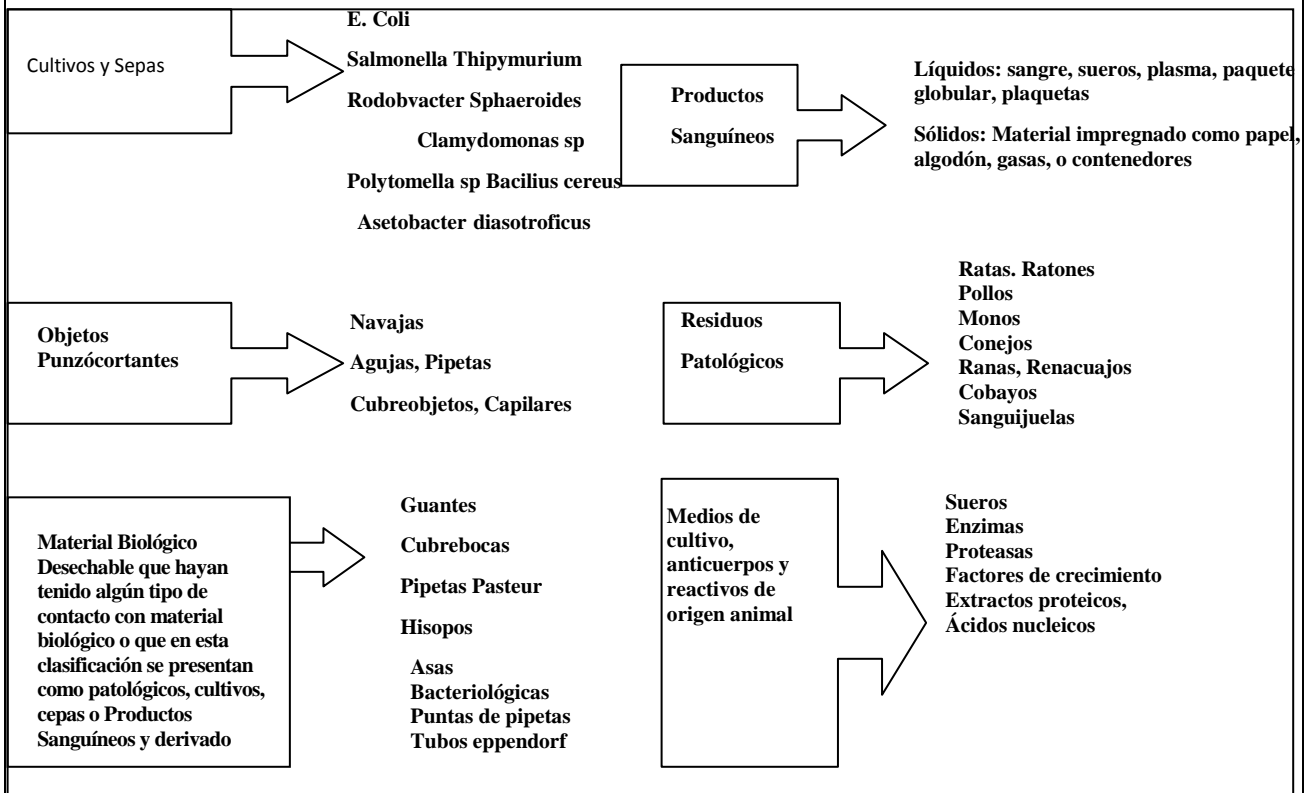 Cultivos y Sepas
E. Coli
Salmonella Thipymurium
Rodobvacter Sphaeroides
Clamydomonas sp
Polytomella sp Bacilius cereus
Asetobacter diasotroficus
Productos
Sanguíneos
Líquidos: sangre, sueros, plasma, paquete
globular, plaquetas
Sólidos: Material impregnado como papel,
algodón, gasas, o contenedores
Objetos
Punzócortantes
Navajas
Agujas, Pipetas
Cubreobjetos, Capilares
Residuos
Patológicos
Ratas. Ratones
Pollos
Monos
Conejos
Ranas, Renacuajos
Cobayos
Sanguijuelas
Material Biológico
Desechable que hayan
tenido algún tipo de
contacto con material
biológico o que en esta
clasificación se presentan
como patológicos, cultivos,
cepas o Productos
Sanguíneos y derivado
Guantes
Cubrebocas
Pipetas Pasteur
Hisopos
Asas
Bacteriológicas
Puntas de pipetas
Tubos eppendorf
Medios de
cultivo,
anticuerpos y
reactivos de
origen animal
Sueros
Enzimas
Proteasas
Factores de crecimiento
Extractos proteicos,
Ácidos nucleicos